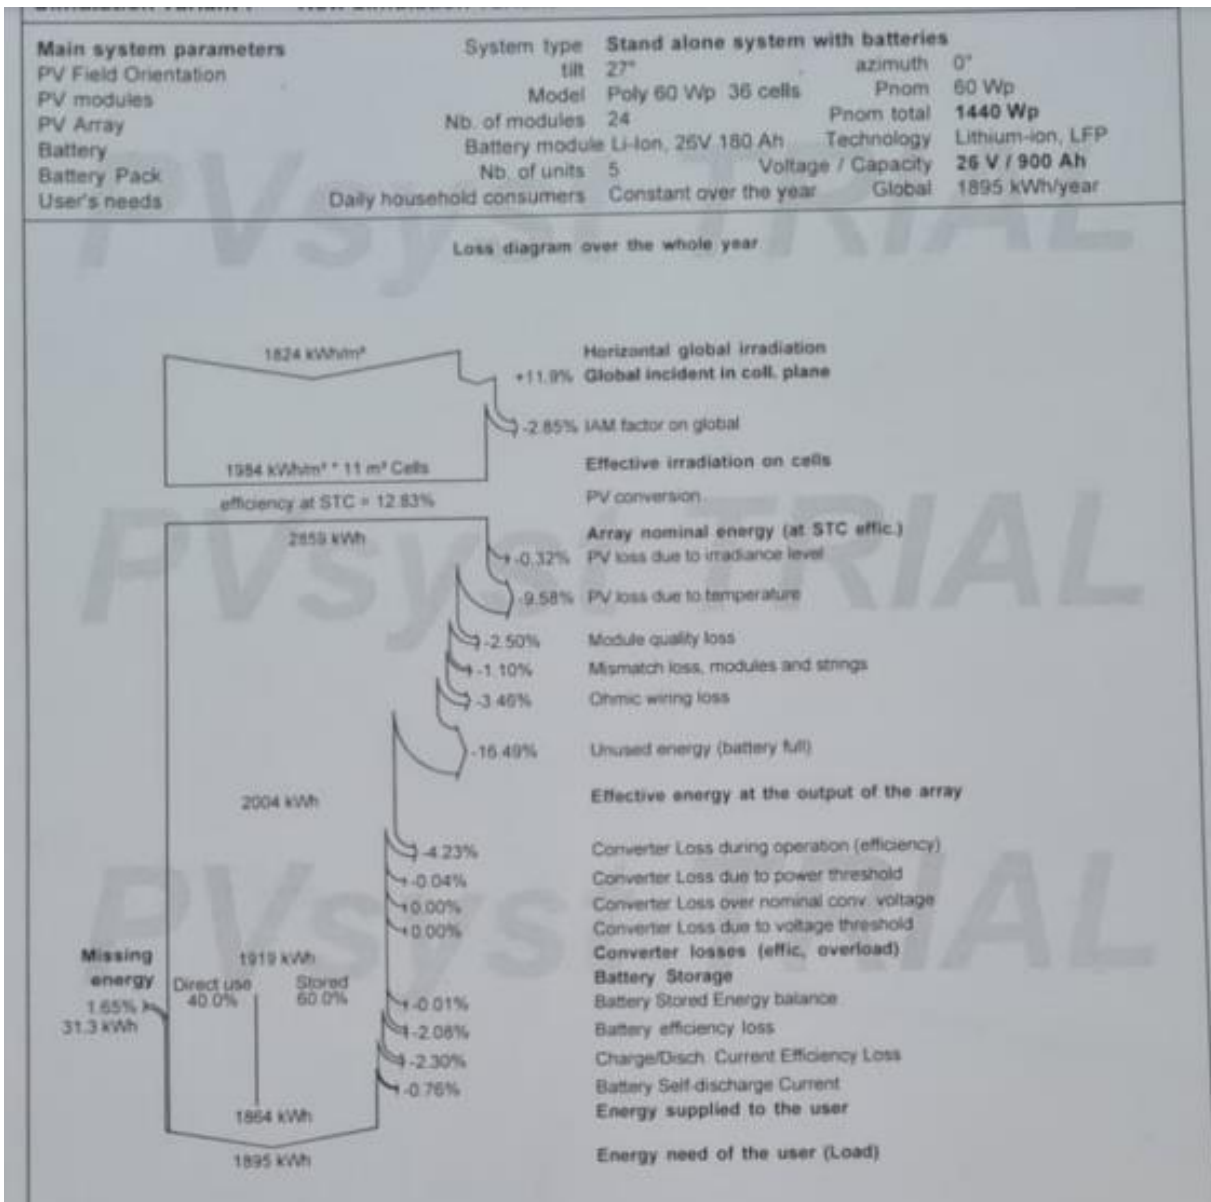 Main system parameters System type Stand alone system with batteries
PV Field Orientation tilt 27° azimuth 0°
PV modules Model Poly 60 Wp 36 cells Pnom 60 Wp
PV Array Nb. of modules 24 Pnom total 1440 Wp
Battery Battery module Li-Ion, 26V 180 Ah Technology Lithium-ion, LFP
Battery Pack Nb. of units 5 Voltage / Capacity 26 V / 900 Ah
User's needs Daily household consumers Constant over the year Global 1895 kWh/year
PVsyst TRIAL
Loss diagram over the whole year
1824 kWh/m² Horizontal global irradiation
+11.9% Global incident in coll. plane
-2.85% IAM factor on global
1984 kWh/m² * 11 m² Cells Effective irradiation on cells
efficiency at STC = 12.83% PV conversion
2859 kWh Array nominal energy (at STC effic.)
-0.32% PV loss due to irradiance level
PVsyst TRIAL
-9.58% PV loss due to temperature
-2.50% Module quality loss
-1.10% Mismatch loss, modules and strings
-3.46% Ohmic wiring loss
-16.49% Unused energy (battery full)
2004 kWh Effective energy at the output of the array
-4.23% Converter Loss during operation (efficiency)
-0.04% Converter Loss due to power threshold
0.00% Converter Loss over nominal conv. voltage
0.00% Converter Loss due to voltage threshold
PVsyst TRIAL
Missing 1919 kWh Converter losses (effic, overload)
energy Direct use Stored Battery Storage
1.65% 40.0% 60.0% -0.01% Battery Stored Energy balance
31.3 kWh -2.08% Battery efficiency loss
-2.30% Charge/Disch. Current Efficiency Loss
-0.76% Battery Self-discharge Current
1864 kWh Energy supplied to the user
1895 kWh Energy need of the user (Load)